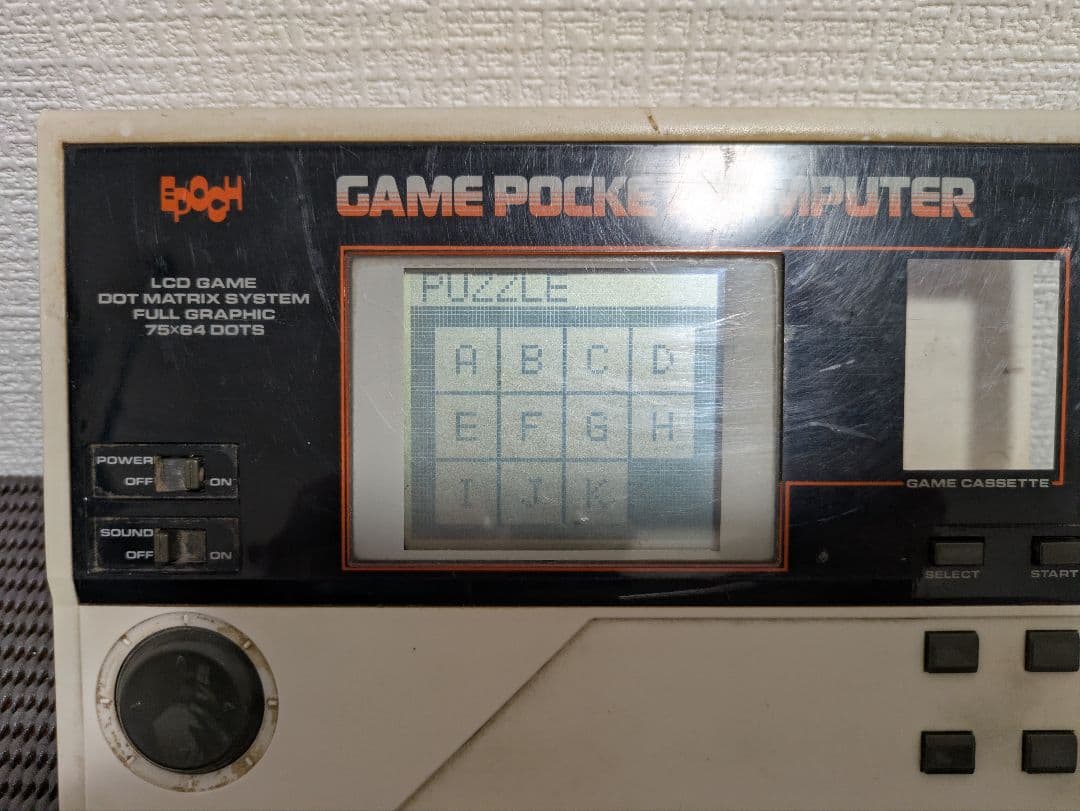 EPOCH
GAME POCKE MPUTER
LCD GAME
DOT MATRIX SYSTEM
FULL GRAPHIC
75×64 DOTS
PUZZLE
A B C D
E F G H
I J K
POWER
OFF ON
SOUND
OFF ON
GAME CASSETTE
SELECT START